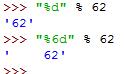 >>> "%d" % 62
'62'
>>> "%6d" % 62
'    62'
>>>